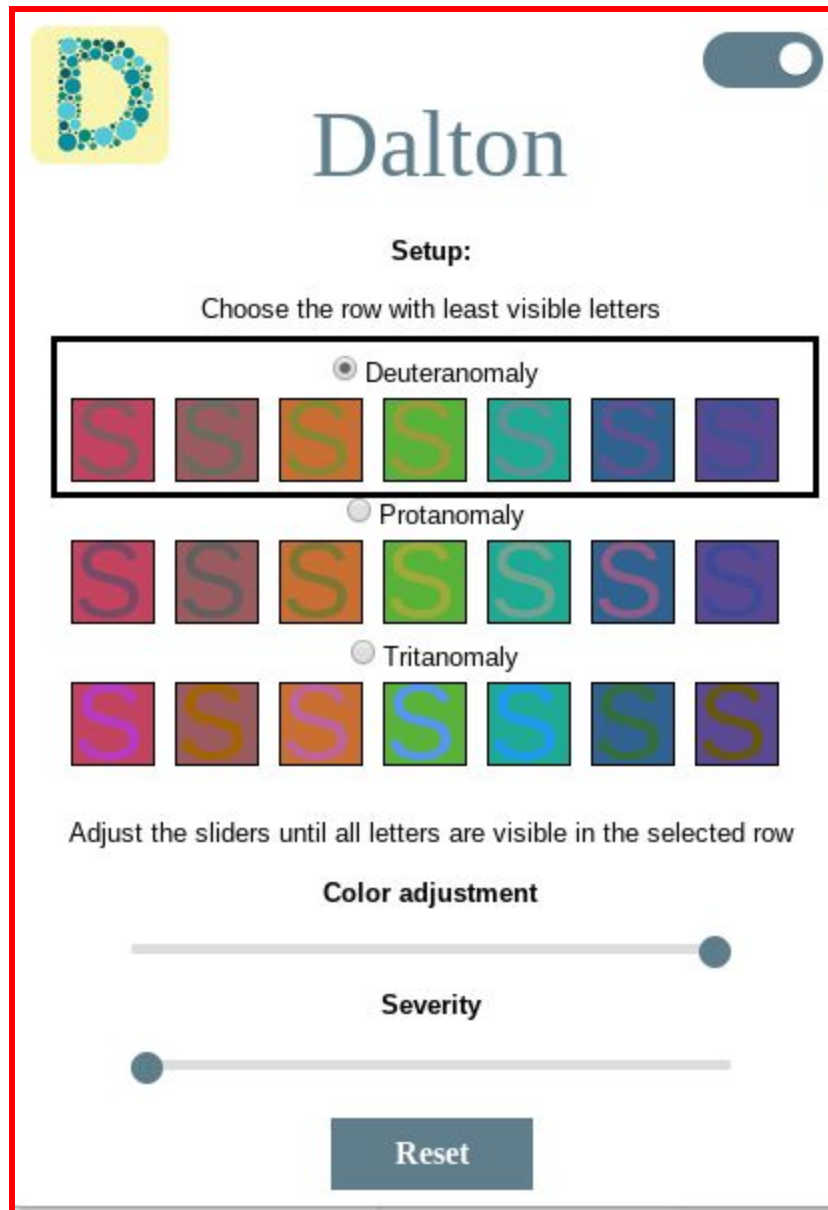 D
Dalton
Setup:
Choose the row with least visible letters
Deuteranomaly
S S S S S S S
Protanomaly
S S S S S S S
Tritanomaly
S S S S S S S
Adjust the sliders until all letters are visible in the selected row
Color adjustment
Severity
Reset